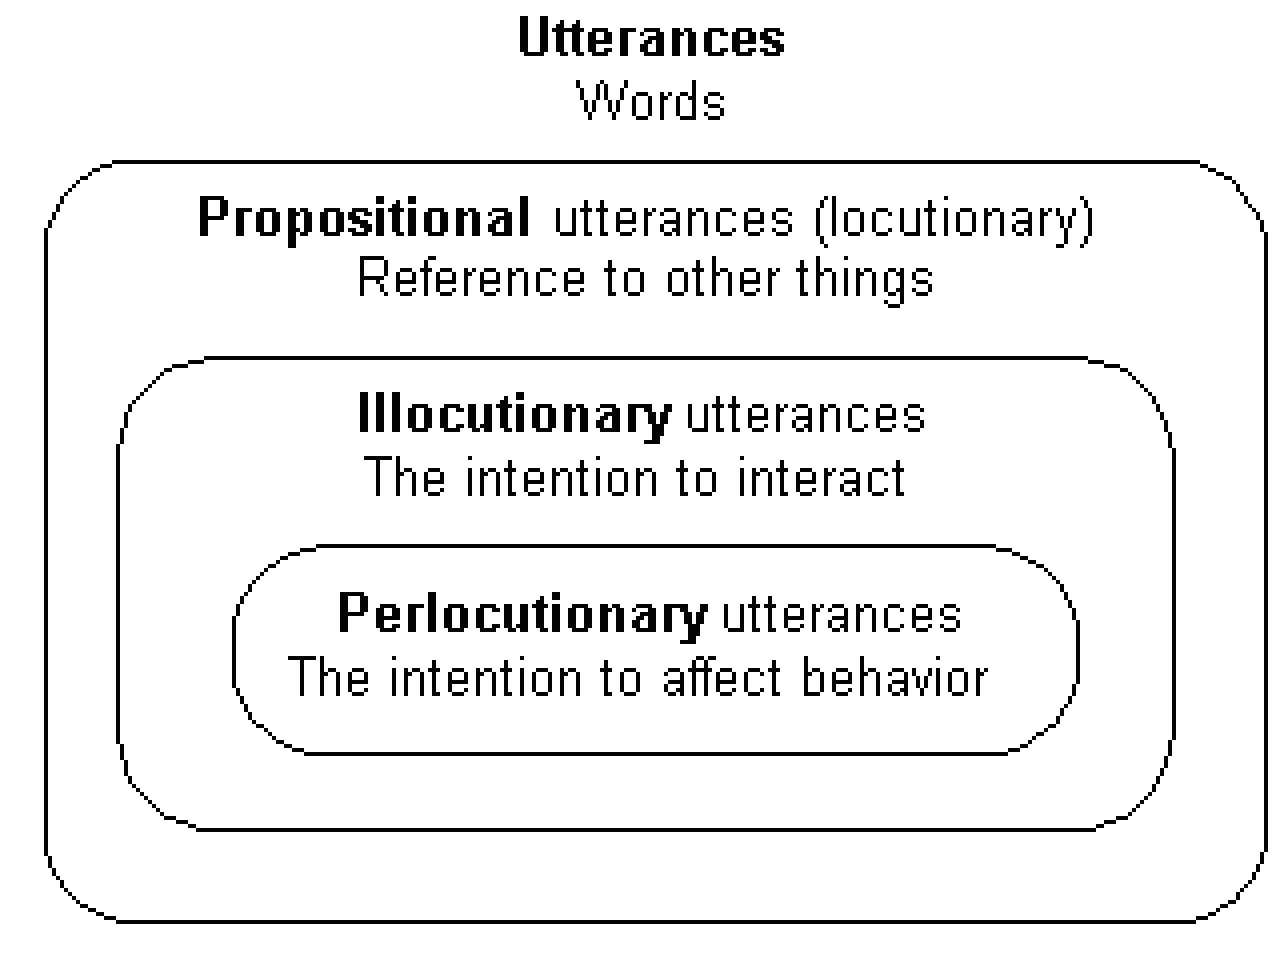 Utterances
Words
Propositional utterances (locutionary)
Reference to other things
Illocutionary utterances
The intention to interact
Perlocutionary utterances
The intention to affect behavior